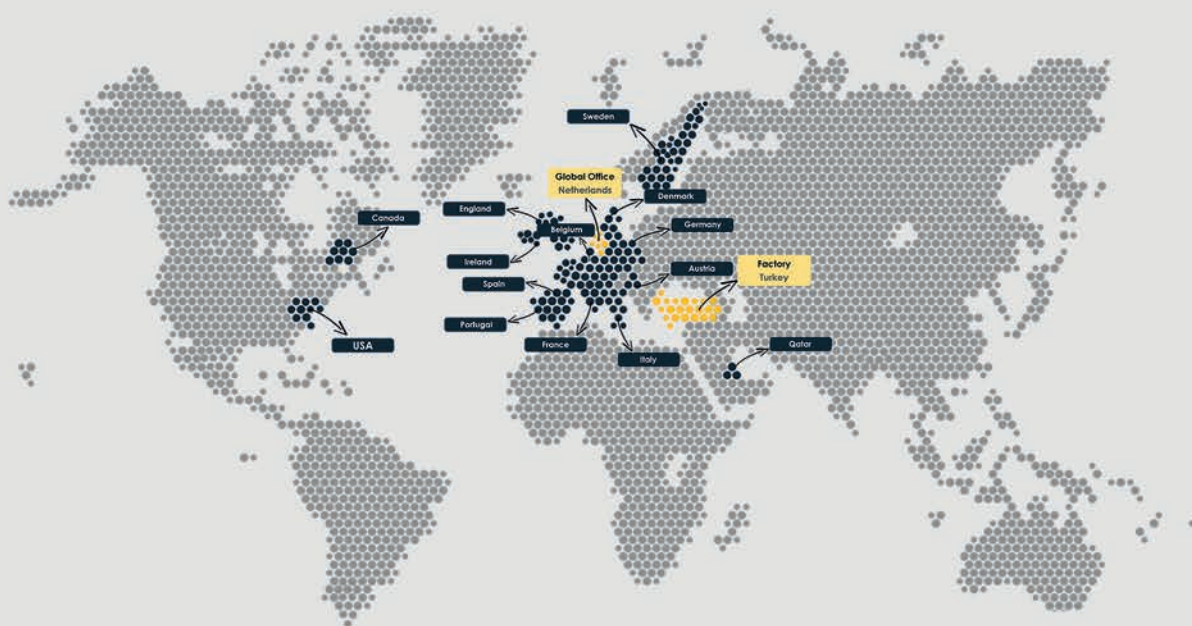 Sweden
Global Office
Netherlands
Denmark
England
Canada
Germany
Belgium
Ireland
Austria
Factory
Turkey
Spain
Portugal
USA
France
Qatar
Italy